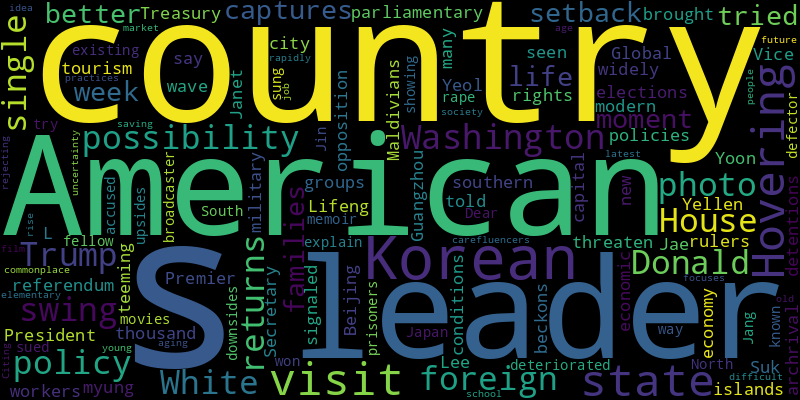 idea
single
better
Treasury
captures
parliamentary
setback
brought
tried
market
country
existing
say
city
many
seen
Global
Vice
future
tourism
wave
week
sung
job
rapidly
Janet
opposition
showing
Yeol
rape
rights
life
widely
elections
modern
age
people
Hovering
defector
practices
saving
try
possibility
Maldivians
Washington
moment
policies
society
latest
rejecting
uncertainty
American
accused
upsides
broadcaster
military
Jin
groups
Guangzhou
southern
told
capital
new
photo
Yoon
South
Lifeng
memoir
Dear
House
Yellen
rulers
rise
L
fellow
explain
carefluencers
threaten
Jae
film
Trump
commonplace
referendum
teeming
S
Premier
returns
Secretary
families
Korean
leader
Donald
detentions
elementary
swing
thousand
movies
downsides
signaled
Beijing
prisoners
conditions
beckons
economic
economy
focuses
known
old
archrival
President
sued
young
aging
won
Japan
way
Jang
Citing
policy
workers
myung
White
visit
Lee
deteriorated
foreign
school
state
North
Suk
difficult
islands